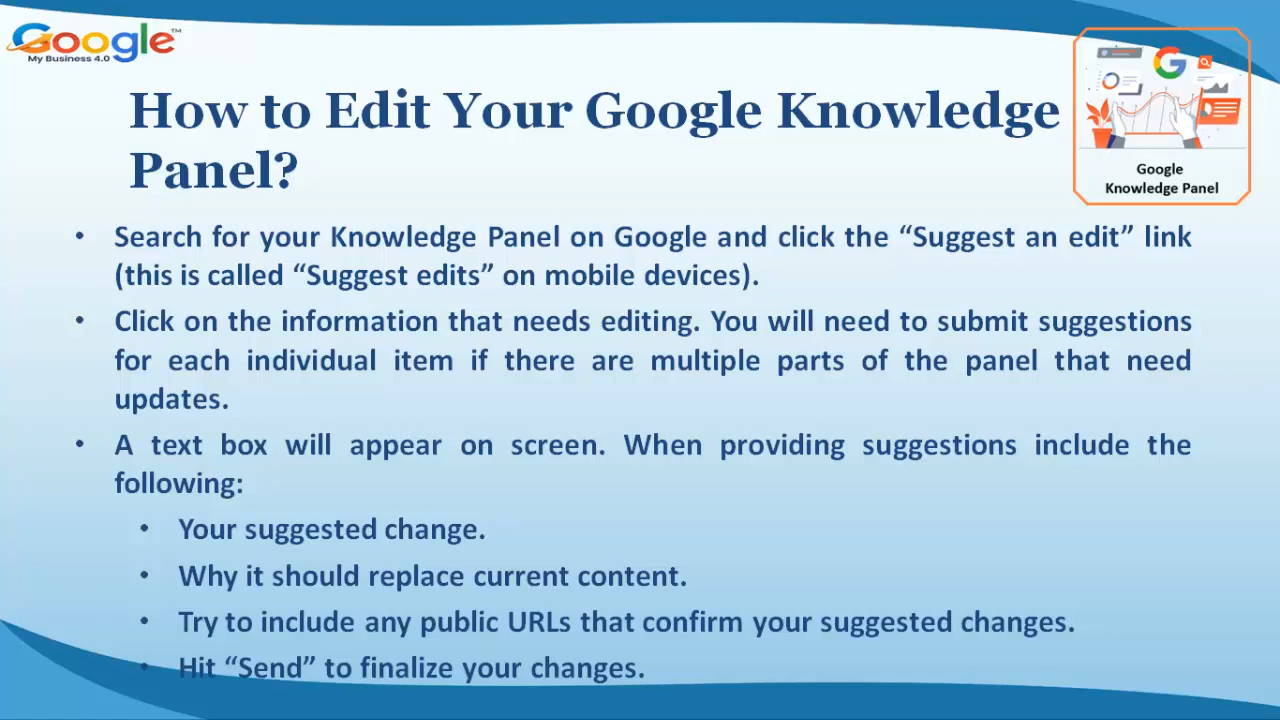 Google™
My Business 4.0
How to Edit Your Google Knowledge
Panel?
Google
Knowledge Panel
• Search for your Knowledge Panel on Google and click the “Suggest an edit” link
(this is called “Suggest edits” on mobile devices).
• Click on the information that needs editing. You will need to submit suggestions
for each individual item if there are multiple parts of the panel that need
updates.
• A text box will appear on screen. When providing suggestions include the
following:
• Your suggested change.
• Why it should replace current content.
• Try to include any public URLs that confirm your suggested changes.
• Hit “Send” to finalize your changes.